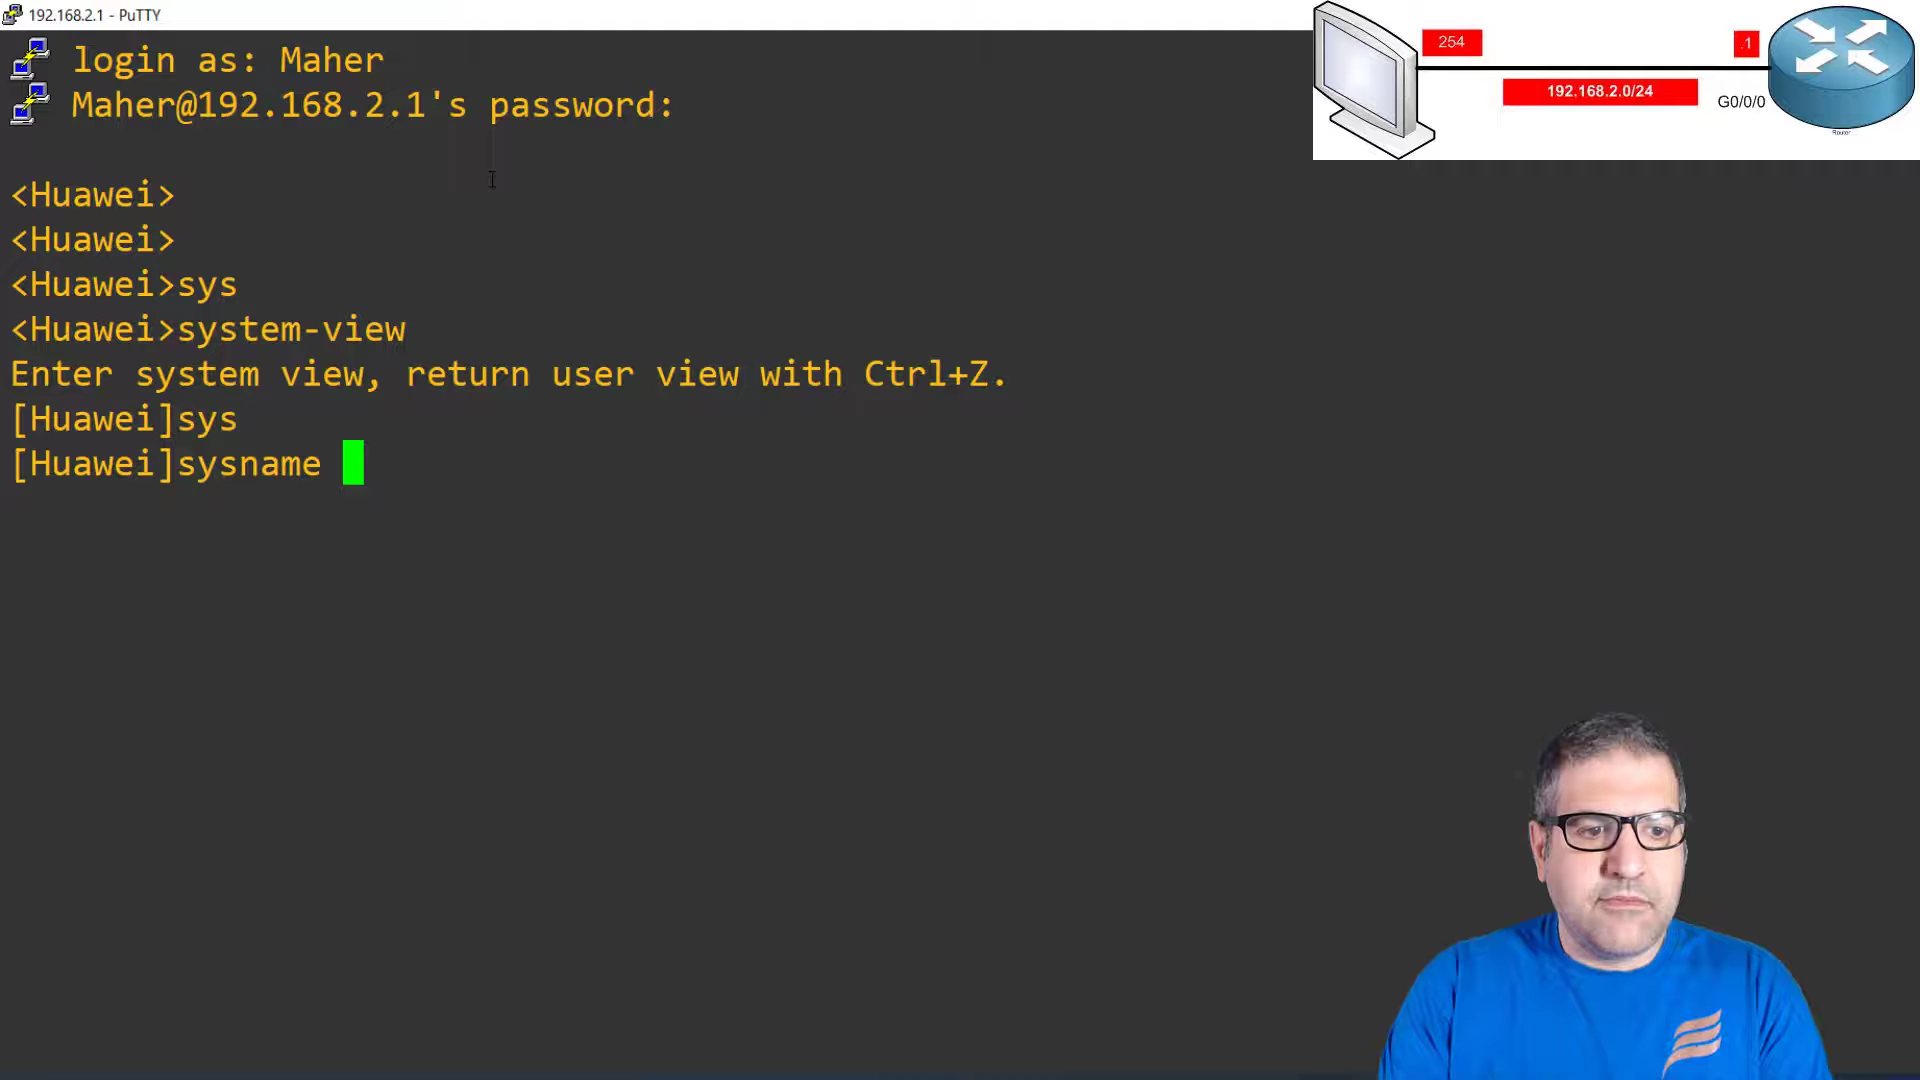 192.168.2.1 - PuTTY
login as: Maher
Maher@192.168.2.1's password:
<Huawei>
<Huawei>
<Huawei>sys
<Huawei>system-view
Enter system view, return user view with Ctrl+Z.
[Huawei]sys
[Huawei]sysname
254
.1
192.168.2.0/24
G0/0/0
Router